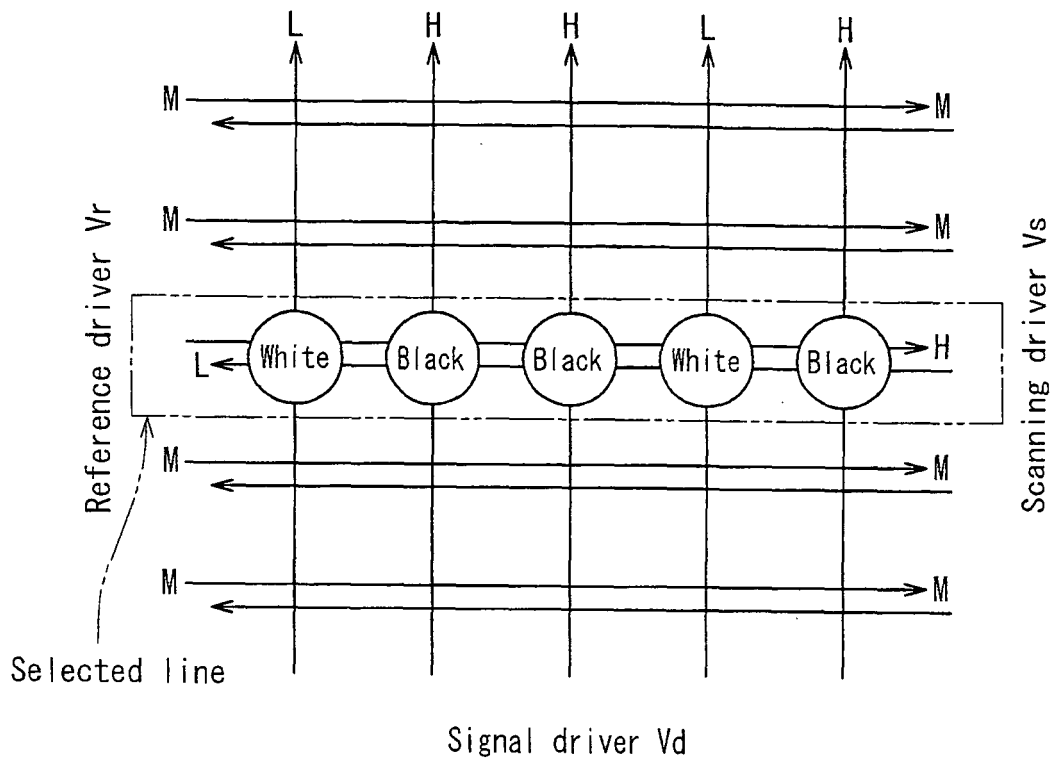 L H H L H
M M
M M
Reference driver Vr
Scanning driver Vs
White Black Black White Black
H
L
M M
M M
Selected line
Signal driver Vd